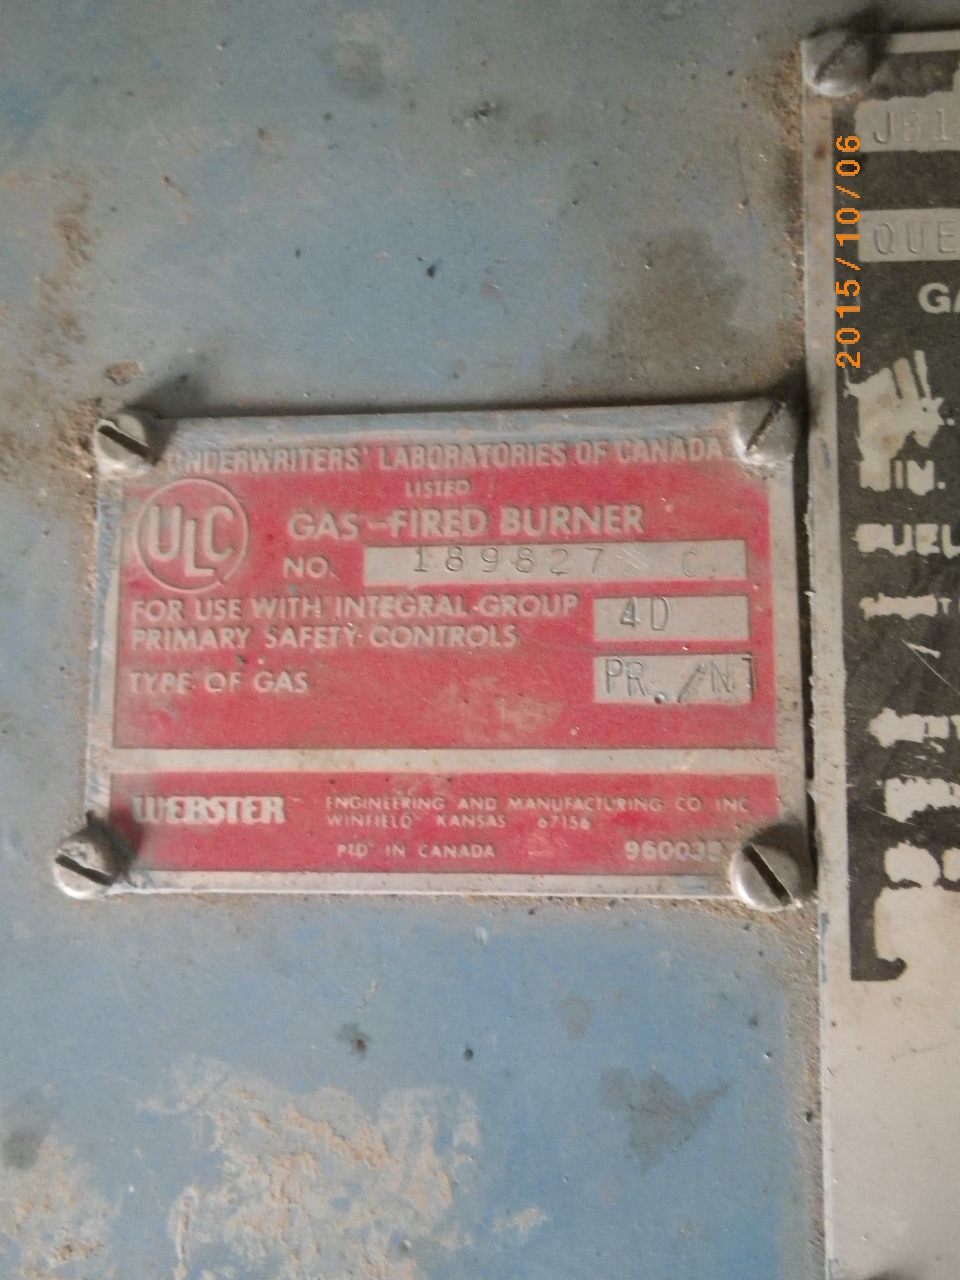 UNDERWRITERS' LABORATORIES OF CANADA
LISTED
ULC
GAS-FIRED BURNER
NO. 189827 C
FOR USE WITH INTEGRAL GROUP 4D
PRIMARY SAFETY CONTROLS
TYPE OF GAS PR./NT
WEBSTER ENGINEERING AND MANUFACTURING CO INC
WINFIELD KANSAS 67156
PTD IN CANADA
2015/10/06
JB1
QUE
GA
IN.
FUEL